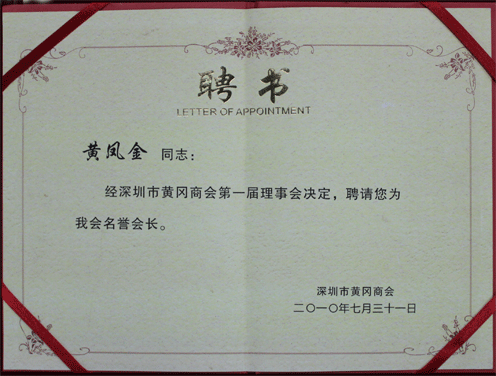 聘书
LETTER OF APPOINTMENT
黄凤金 同志：
经深圳市黄冈商会第一届理事会决定，聘请您为
我会名誉会长。
深圳市黄冈商会
二〇一〇年七月三十一日